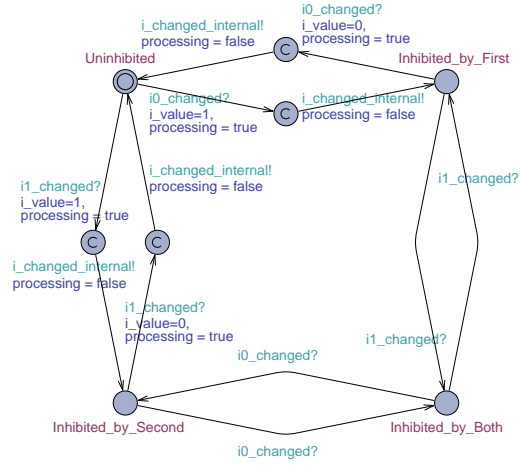 i0_changed?
i_value=0,
processing = true
i_changed_internal!
processing = false
Uninhibited
Inhibited_by_First
C
i0_changed?
i_value=1,
processing = true
C
i_changed_internal!
processing = false
i_changed_internal!
processing = false
i1_changed?
i1_changed?
i_value=1,
processing = true
C
C
i_changed_internal!
processing = false
i1_changed?
i_value=0,
processing = true
i1_changed?
i0_changed?
Inhibited_by_Second
Inhibited_by_Both
i0_changed?